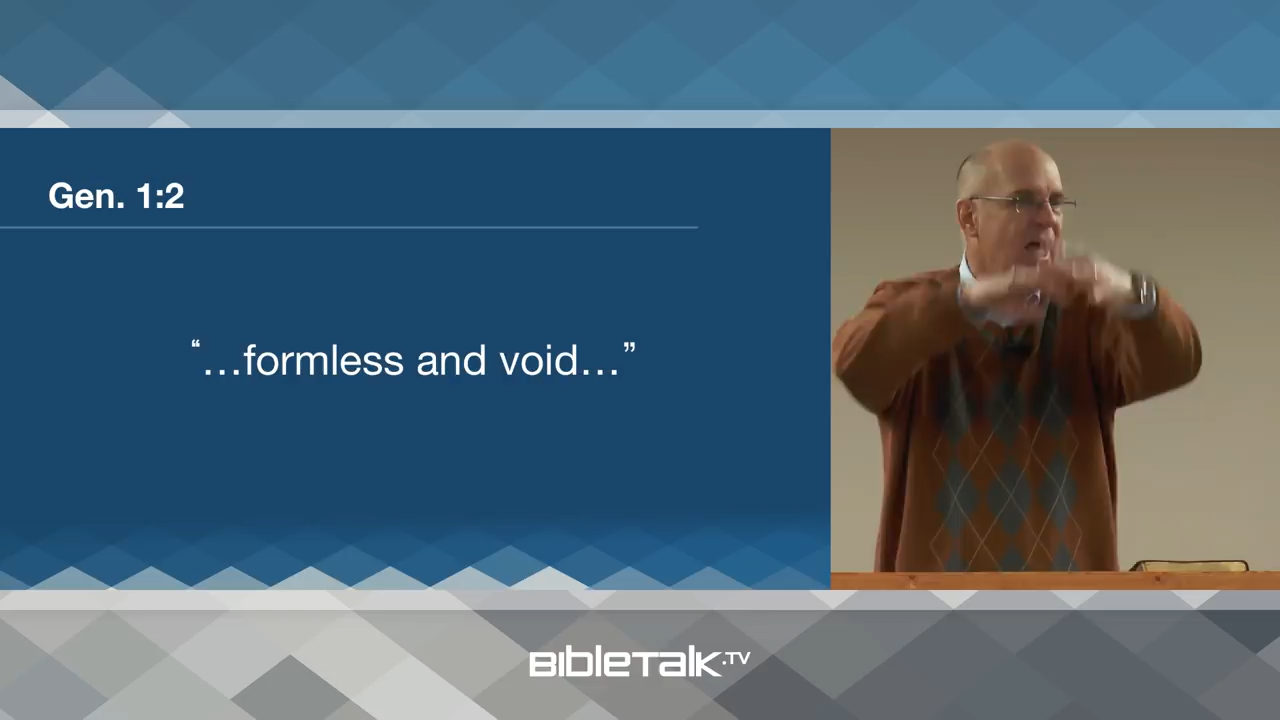 Gen. 1:2
“…formless and void…”
BibleTalk.TV